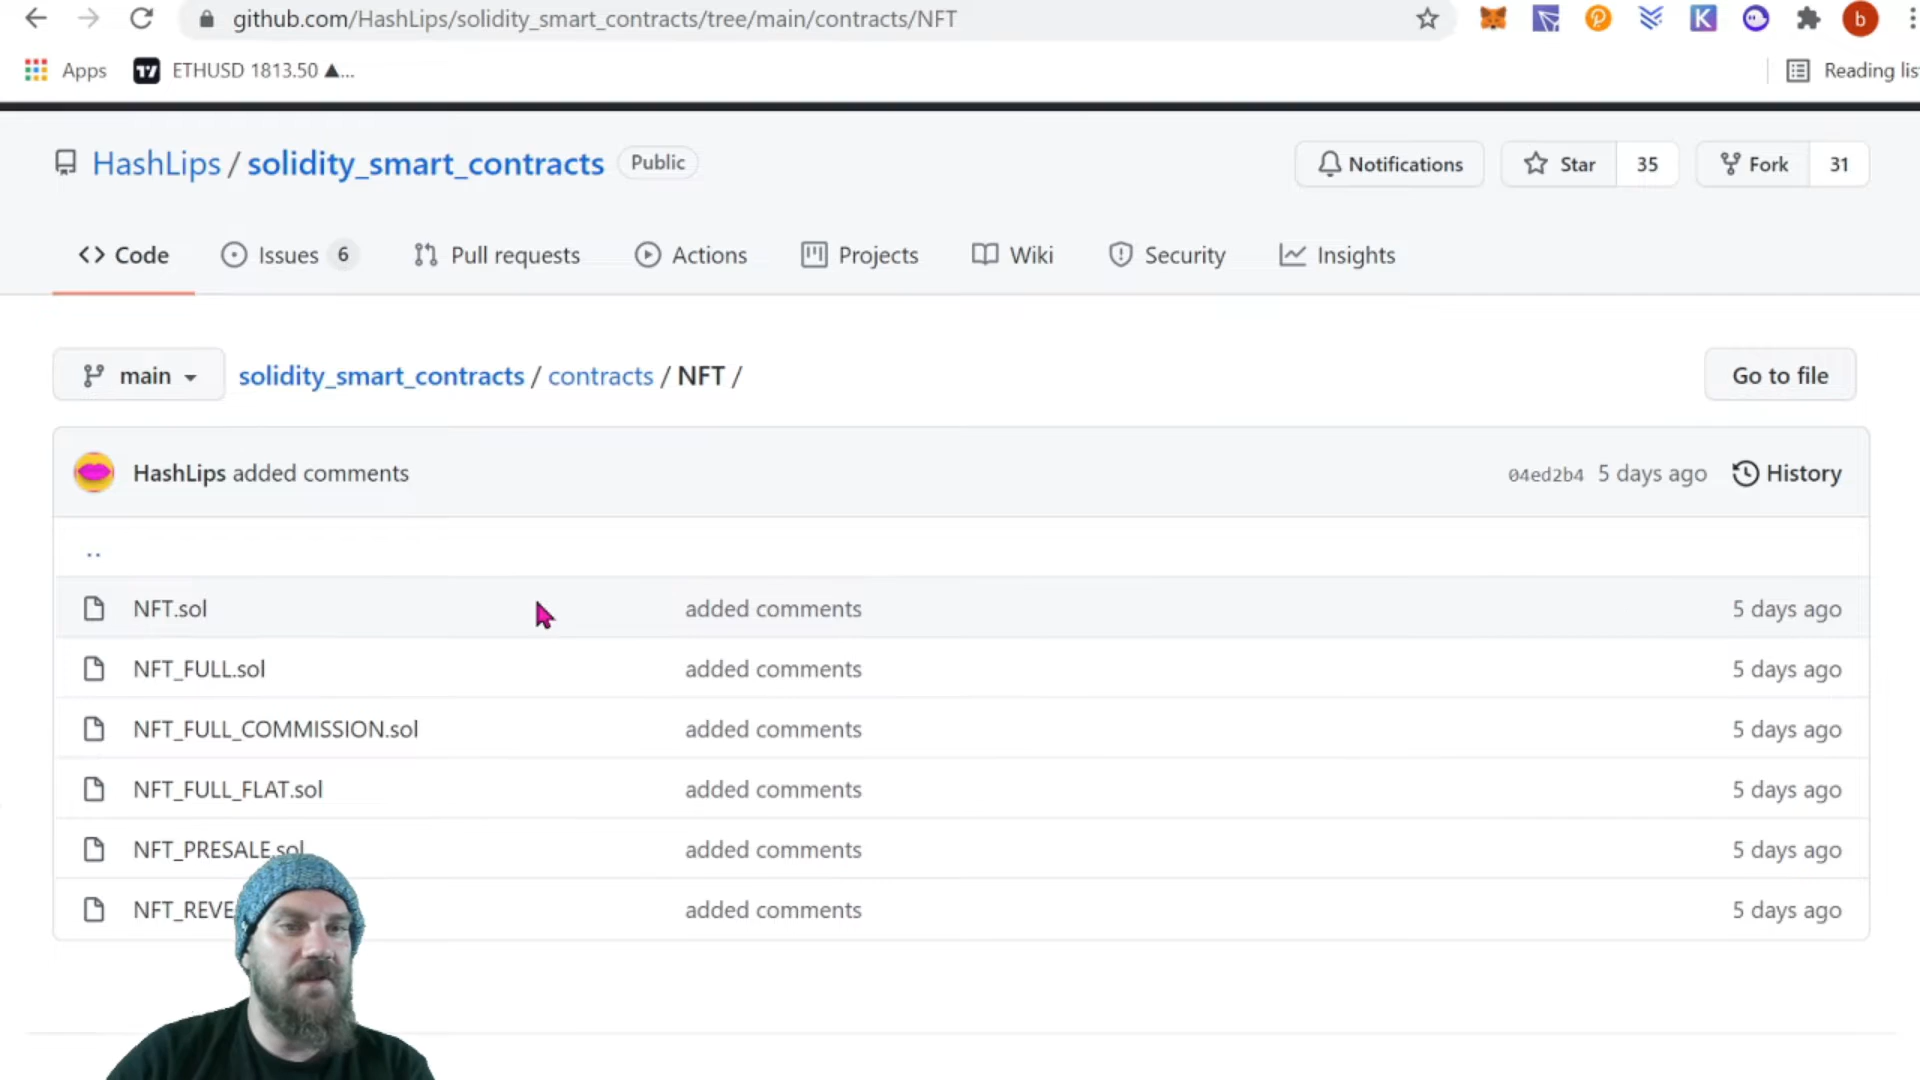 github.com/HashLips/solidity_smart_contracts/tree/main/contracts/NFT
K
b
Apps
ETHUSD 1813.50 ▲...
Reading lis
HashLips / solidity_smart_contracts
Public
Notifications
Star
35
Fork
31
<> Code
Issues
6
Pull requests
Actions
Projects
Wiki
Security
Insights
main
solidity_smart_contracts / contracts / NFT /
Go to file
HashLips added comments
04ed2b4 5 days ago
History
..
NFT.sol added comments 5 days ago
NFT_FULL.sol added comments 5 days ago
NFT_FULL_COMMISSION.sol added comments 5 days ago
NFT_FULL_FLAT.sol added comments 5 days ago
NFT_PRESALE.sol added comments 5 days ago
NFT_REVE added comments 5 days ago